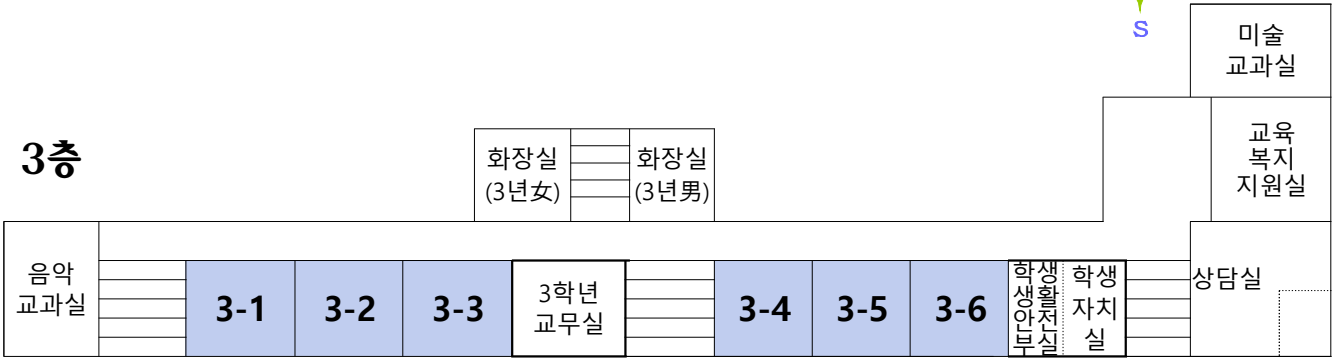 S
미술
교과실
3층
화장실
(3년女)
화장실
(3년男)
교육
복지
지원실
음악
교과실
3-1
3-2
3-3
3학년
교무실
3-4
3-5
3-6
학생
생활
안전
부실
학생
자치
실
상담실